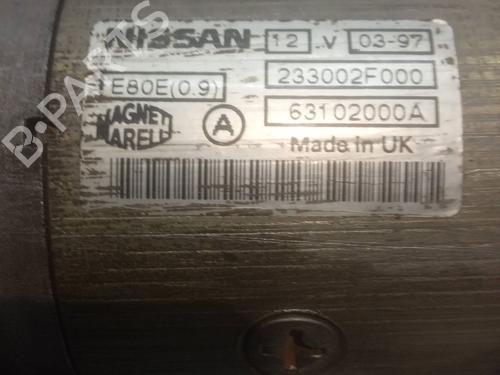 NISSAN 12 V 03-97
E80E(0.9) 233002F000
MAGNETI MARELLI A 63102000A
Made in UK
B-PARTS